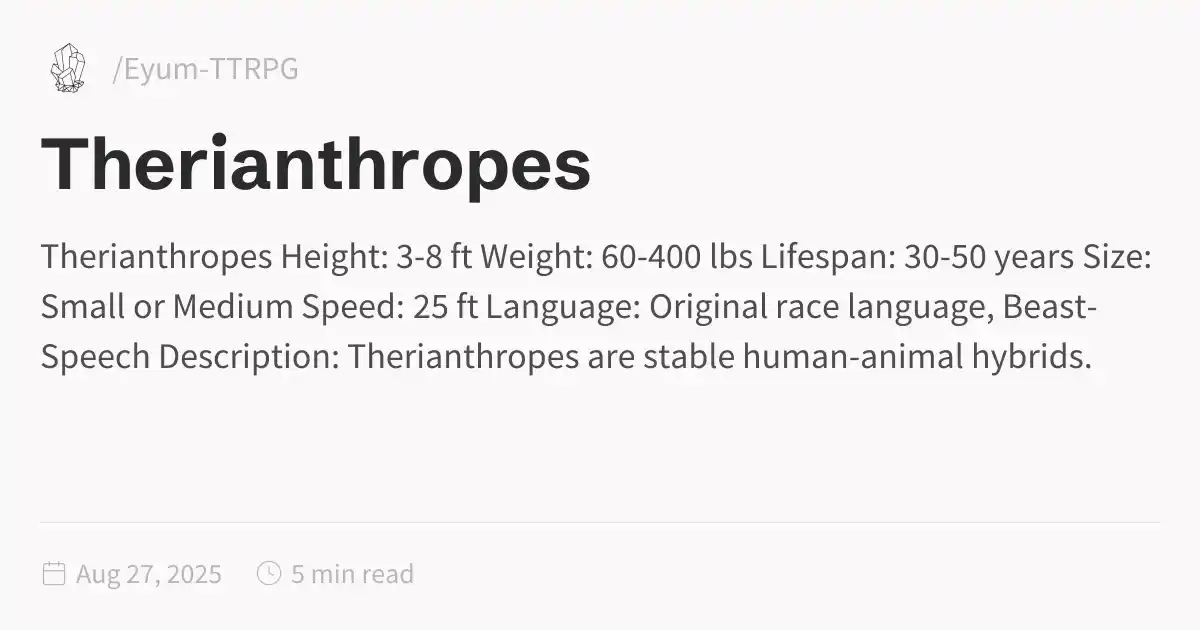 /Eyum-TTRPG
Therianthropes
Therianthropes Height: 3-8 ft Weight: 60-400 lbs Lifespan: 30-50 years Size:
Small or Medium Speed: 25 ft Language: Original race language, Beast-
Speech Description: Therianthropes are stable human-animal hybrids.
Aug 27, 2025 5 min read